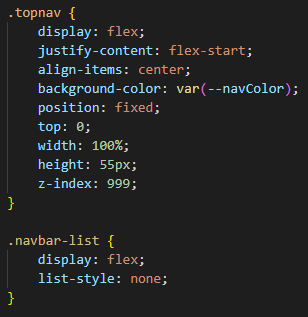 .topnav {
    display: flex;
    justify-content: flex-start;
    align-items: center;
    background-color: var(--navColor);
    position: fixed;
    top: 0;
    width: 100%;
    height: 55px;
    z-index: 999;
}

.navbar-list {
    display: flex;
    list-style: none;
}